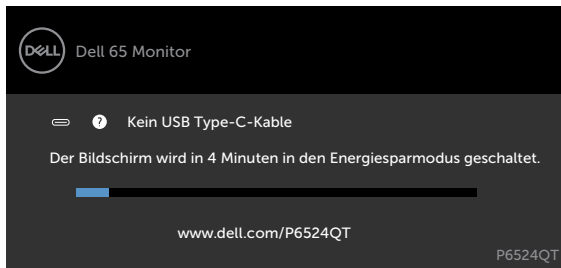 DELL
Dell 65 Monitor
? Kein USB Type-C-Kable
Der Bildschirm wird in 4 Minuten in den Energiesparmodus geschaltet.
www.dell.com/P6524QT
P6524QT